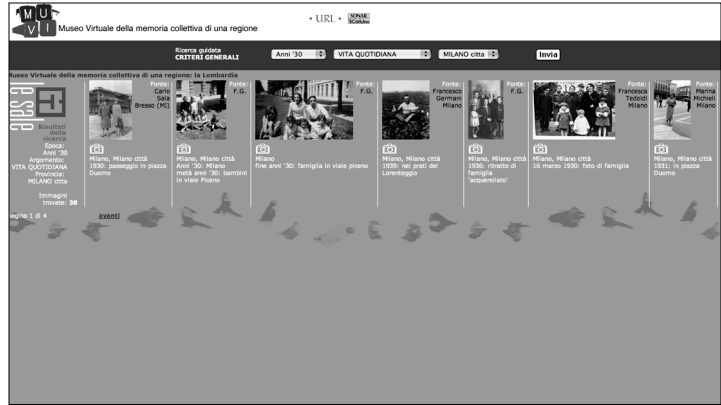 MUVI
Museo Virtuale della memoria collettiva di una regione
• URL •
Ricerca guidata
CRITERI GENERALI
Anni '30
VITA QUOTIDIANA
MILANO citta
Invia
Museo Virtuale della memoria collettiva di una regione: la Lombardia
Risultati
della
ricerca
Epoca:
Anni '30
Argomento:
VITA QUOTIDIANA
Provincia:
MILANO citta
Immagini
trovate: 38
pagina 1 di 4
avanti
Fonte:
Carlo
Sala
Bresso (MI)
Milano, Milano città
1930: passeggio in piazza
Duomo
Fonte:
F.G.
Milano, Milano città
Anni '30: Milano
metà anni '30: bambini
in viale Piceno
Fonte:
F.G.
Milano
fine anni '30: famiglia in viale piceno
Fonte:
Francesco
Germani
Milano
Milano, Milano città
1939: nei prati del
Lorenteggio
Fonte:
F.G.
Milano, Milano città
1936: ritratto di
famiglia
'acquerellato'
Fonte:
Francesca
Tedoldi
Milano
Milano, Milano città
16 marzo 1930: foto di famiglia
Fonte:
Marina
Michieli
Milano
Milano, Milano città
1931: in piazza
Duomo